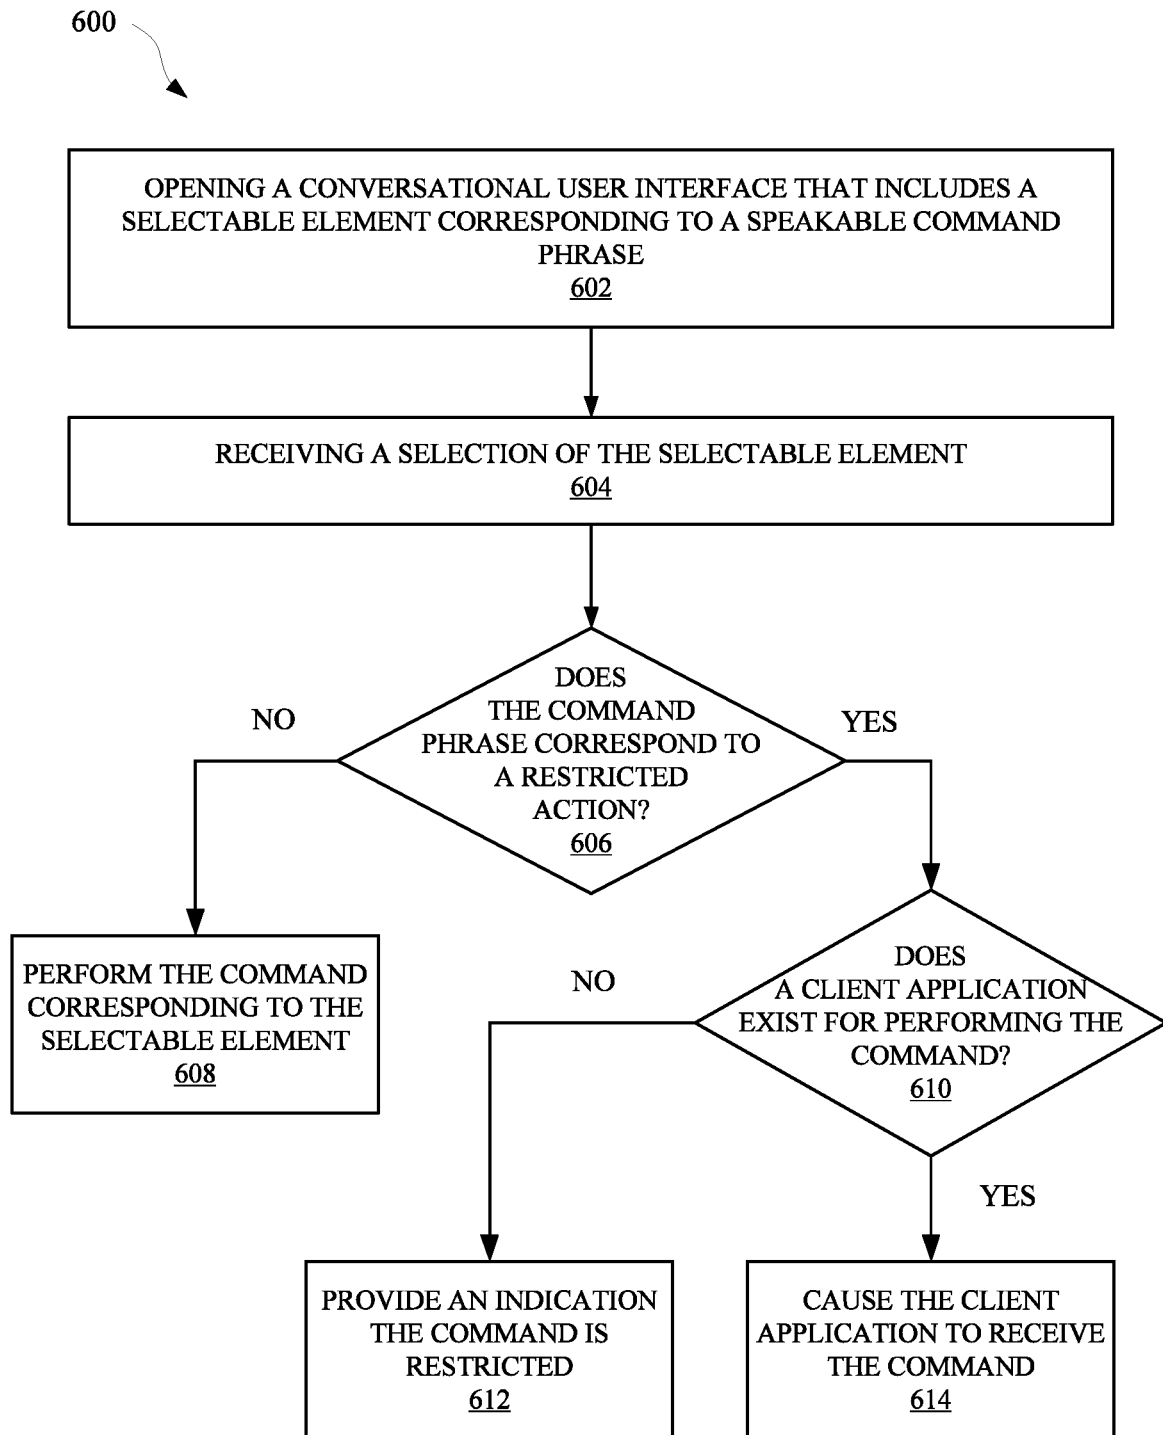 600
OPENING A CONVERSATIONAL USER INTERFACE THAT INCLUDES A
SELECTABLE ELEMENT CORRESPONDING TO A SPEAKABLE COMMAND
PHRASE
602
RECEIVING A SELECTION OF THE SELECTABLE ELEMENT
604
DOES
THE COMMAND
PHRASE CORRESPOND TO
A RESTRICTED
ACTION?
606
NO
YES
PERFORM THE COMMAND
CORRESPONDING TO THE
SELECTABLE ELEMENT
608
DOES
A CLIENT APPLICATION
EXIST FOR PERFORMING THE
COMMAND?
610
NO
YES
PROVIDE AN INDICATION
THE COMMAND IS
RESTRICTED
612
CAUSE THE CLIENT
APPLICATION TO RECEIVE
THE COMMAND
614